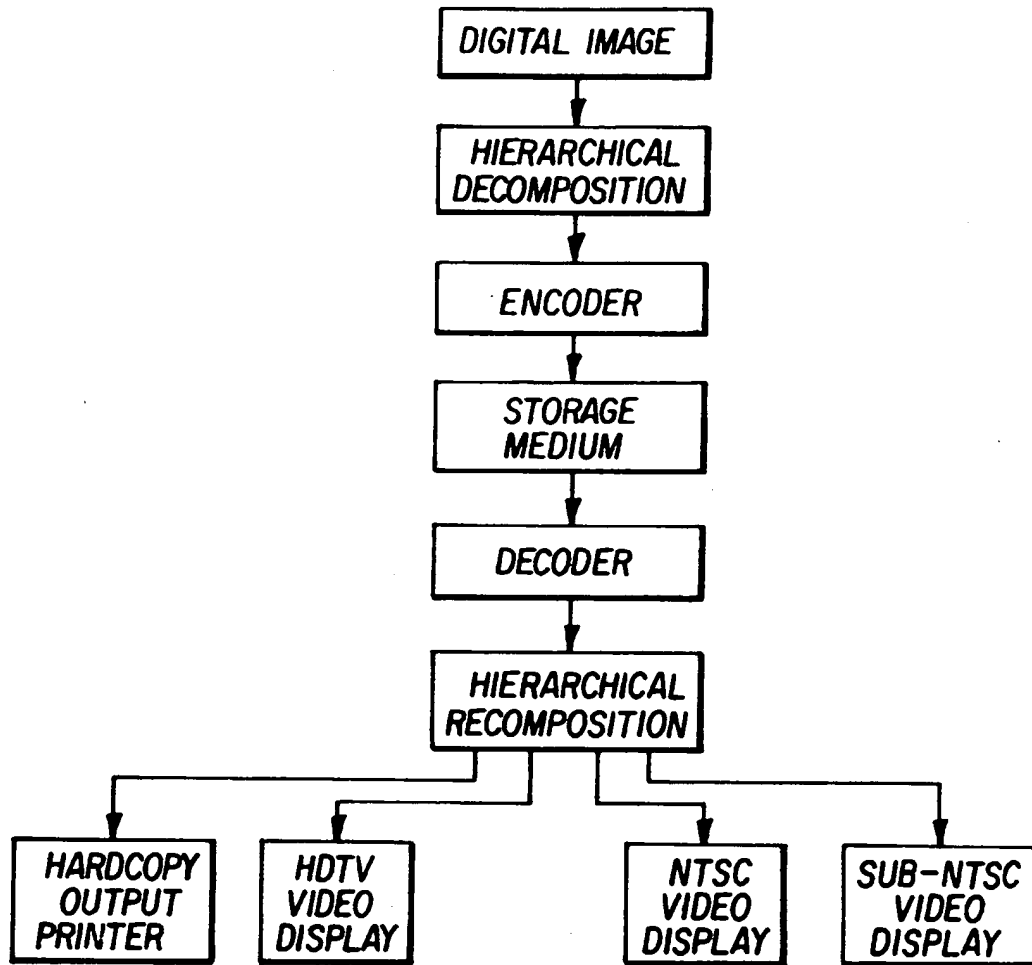 DIGITAL IMAGE
HIERARCHICAL
DECOMPOSITION
ENCODER
STORAGE
MEDIUM
DECODER
HIERARCHICAL
RECOMPOSITION
HARDCOPY
OUTPUT
PRINTER
HDTV
VIDEO
DISPLAY
NTSC
VIDEO
DISPLAY
SUB-NTSC
VIDEO
DISPLAY